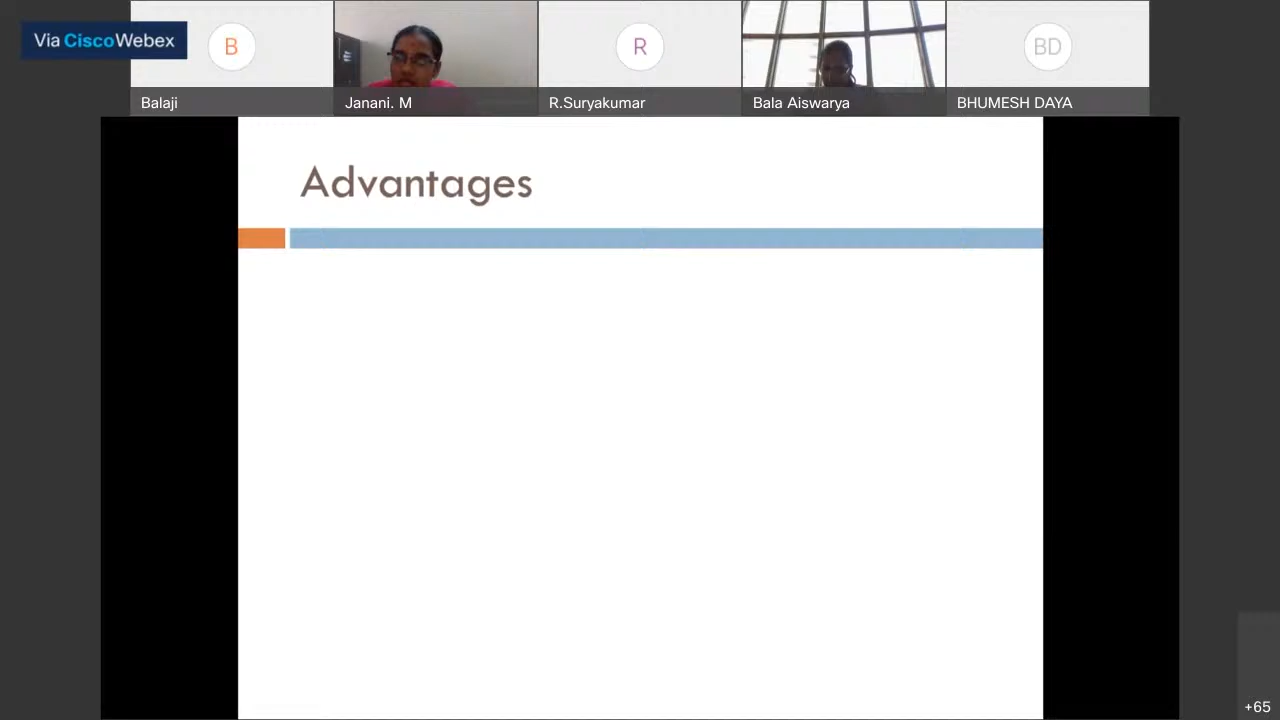 Via CiscoWebex
B
R
BD
Balaji
Janani. M
R.Suryakumar
Bala Aiswarya
BHUMESH DAYA
Advantages
+65